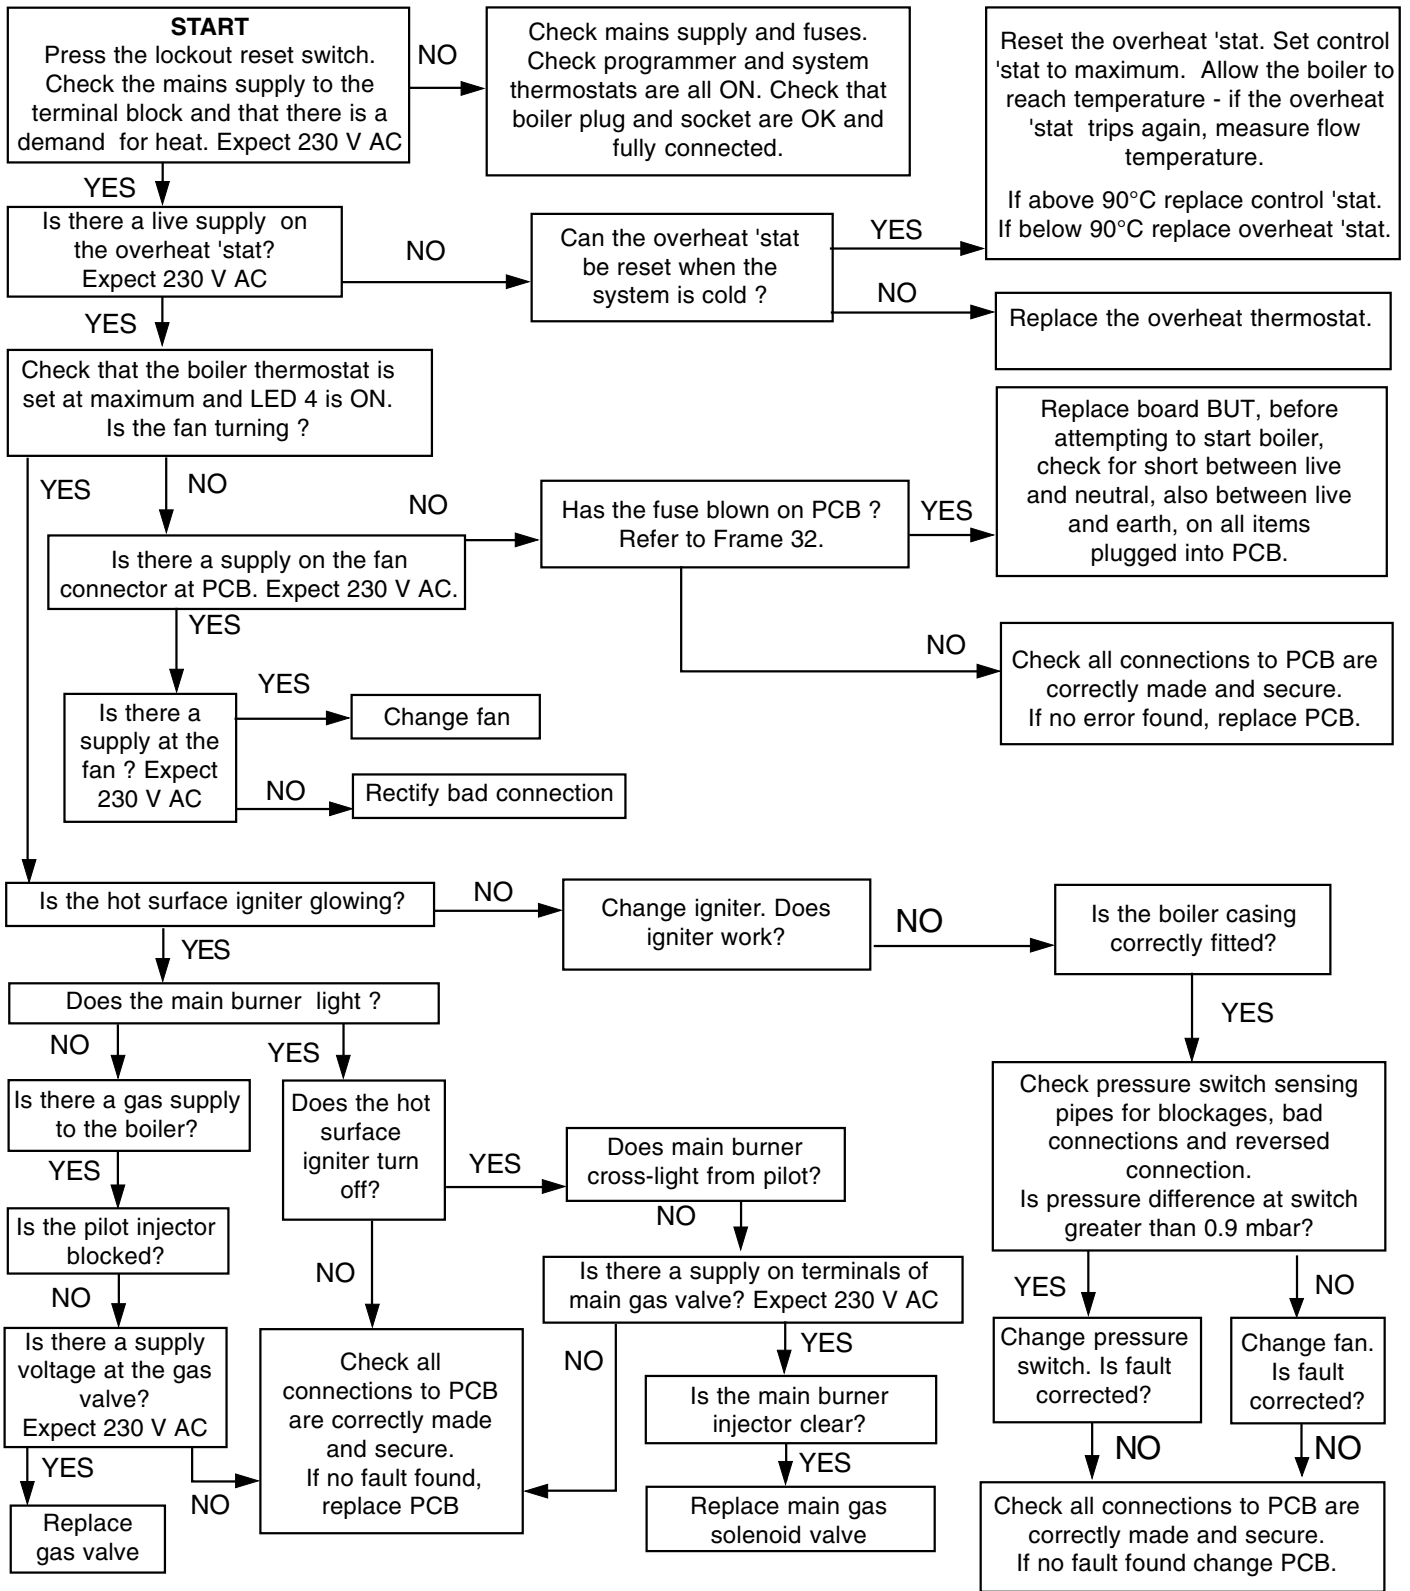 START
Press the lockout reset switch.
Check the mains supply to the
terminal block and that there is a
demand for heat. Expect 230 V AC
NO
Check mains supply and fuses.
Check programmer and system
thermostats are all ON. Check that
boiler plug and socket are OK and
fully connected.
Reset the overheat 'stat. Set control
'stat to maximum. Allow the boiler to
reach temperature - if the overheat
'stat trips again, measure flow
temperature.
If above 90°C replace control 'stat.
If below 90°C replace overheat 'stat.
YES
Is there a live supply on
the overheat 'stat?
Expect 230 V AC
NO
Can the overheat 'stat
be reset when the
system is cold ?
YES
NO
Replace the overheat thermostat.
YES
Check that the boiler thermostat is
set at maximum and LED 4 is ON.
Is the fan turning ?
YES
NO
Is there a supply on the fan
connector at PCB. Expect 230 V AC.
NO
Has the fuse blown on PCB ?
Refer to Frame 32.
YES
Replace board BUT, before
attempting to start boiler,
check for short between live
and neutral, also between live
and earth, on all items
plugged into PCB.
NO
Check all connections to PCB are
correctly made and secure.
If no error found, replace PCB.
YES
Is there a
supply at the
fan ? Expect
230 V AC
YES
Change fan
NO
Rectify bad connection
Is the hot surface igniter glowing?
NO
Change igniter. Does
igniter work?
NO
Is the boiler casing
correctly fitted?
YES
Does the main burner light ?
NO
YES
YES
Is there a gas supply
to the boiler?
YES
Is the pilot injector
blocked?
NO
Is there a supply
voltage at the gas
valve?
Expect 230 V AC
YES
NO
Replace
gas valve
Does the hot
surface
igniter turn
off?
YES
NO
Check all
connections to PCB
are correctly made
and secure.
If no fault found,
replace PCB
Does main burner
cross-light from pilot?
NO
Is there a supply on terminals of
main gas valve? Expect 230 V AC
NO
YES
Is the main burner
injector clear?
YES
Replace main gas
solenoid valve
Check pressure switch sensing
pipes for blockages, bad
connections and reversed
connection.
Is pressure difference at switch
greater than 0.9 mbar?
YES
NO
Change pressure
switch. Is fault
corrected?
Change fan.
Is fault
corrected?
NO
NO
Check all connections to PCB are
correctly made and secure.
If no fault found change PCB.